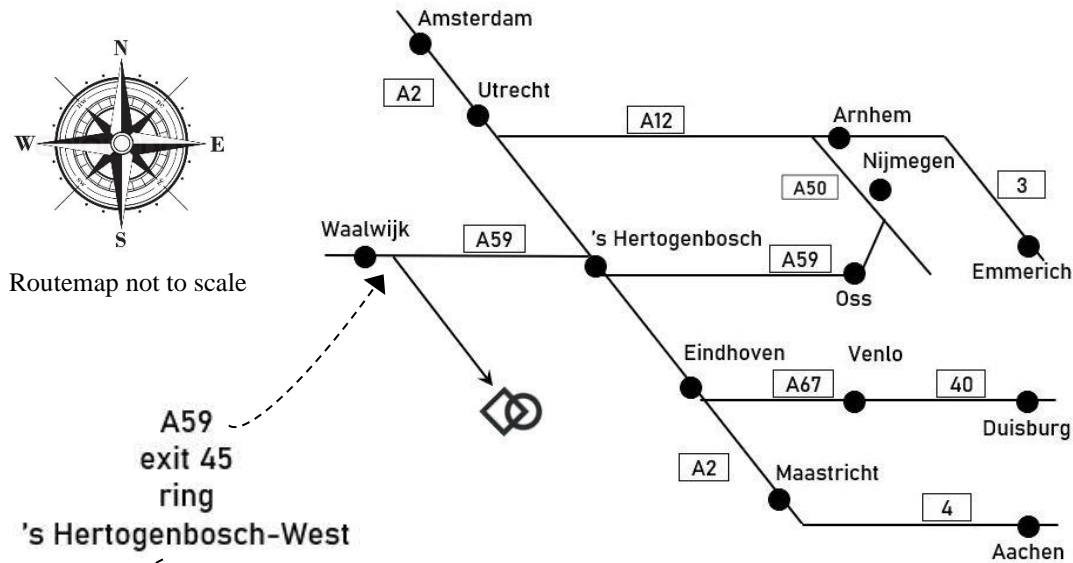 Amsterdam
N
A2
Utrecht
A12
Arnhem
W
E
Nijmegen
A50
3
S
Waalwijk
A59
's Hertogenbosch
A59
Emmerich
Routemap not to scale
Oss
Eindhoven
Venlo
A67
40
Duisburg
A59
exit 45
ring
's Hertogenbosch-West
A2
Maastricht
4
Aachen